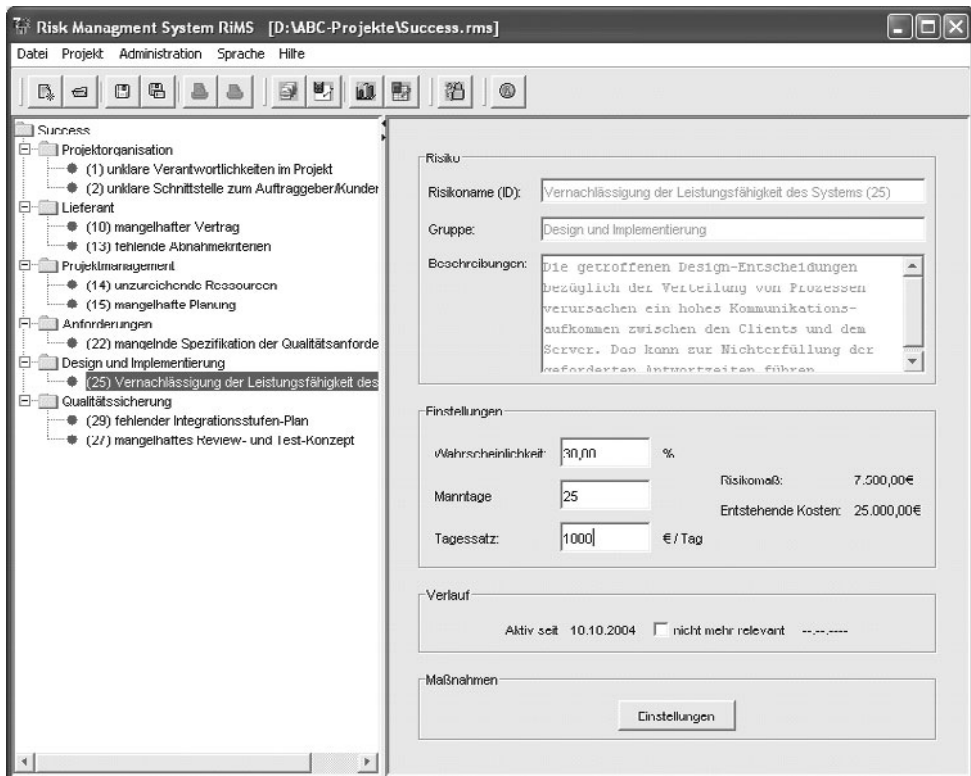 Risk Managment System RiMS [D:\ABC-Projekte\Success.rms]
Datei Projekt Administration Sprache Hilfe
Success
Projektorganisation
(1) unklare Verantwortlichkeiten im Projekt
(2) unklare Schnittstelle zum Auftraggeber/Kunden
Lieferant
(10) mangelhafter Vertrag
(13) fehlende Abnahmekriterien
Projektmanagement
(14) unzureichende Ressourcen
(15) mangelhafte Planung
Anforderungen
(22) mangelnde Spezifikation der Qualitätsanforde
Design und Implementierung
(25) Vernachlässigung der Leistungsfähigkeit des
Qualitätssicherung
(29) fehlender Integrationsstufen-Plan
(27) mangelhaftes Review- und Test-Konzept
Risiko
Risikoname (ID): Vernachlässigung der Leistungsfähigkeit des Systems (25)
Gruppe: Design und Implementierung
Beschreibungen: Die getroffenen Design-Entscheidungen
bezüglich der Verteilung von Prozessen
verursachen ein hohes Kommunikations-
aufkommen zwischen den Clients und dem
Server. Das kann zur Nichterfüllung der
geforderten Antwortzeiten führen
Einstellungen
Wahrscheinlichkeit: 30,00 %
Manntage 25
Tagessatz: 1000 €/Tag
Risikomaß: 7.500,00€
Entstehende Kosten: 25.000,00€
Verlauf
Aktiv seit 10.10.2004 nicht mehr relevant --.--.----
Maßnahmen
Einstellungen